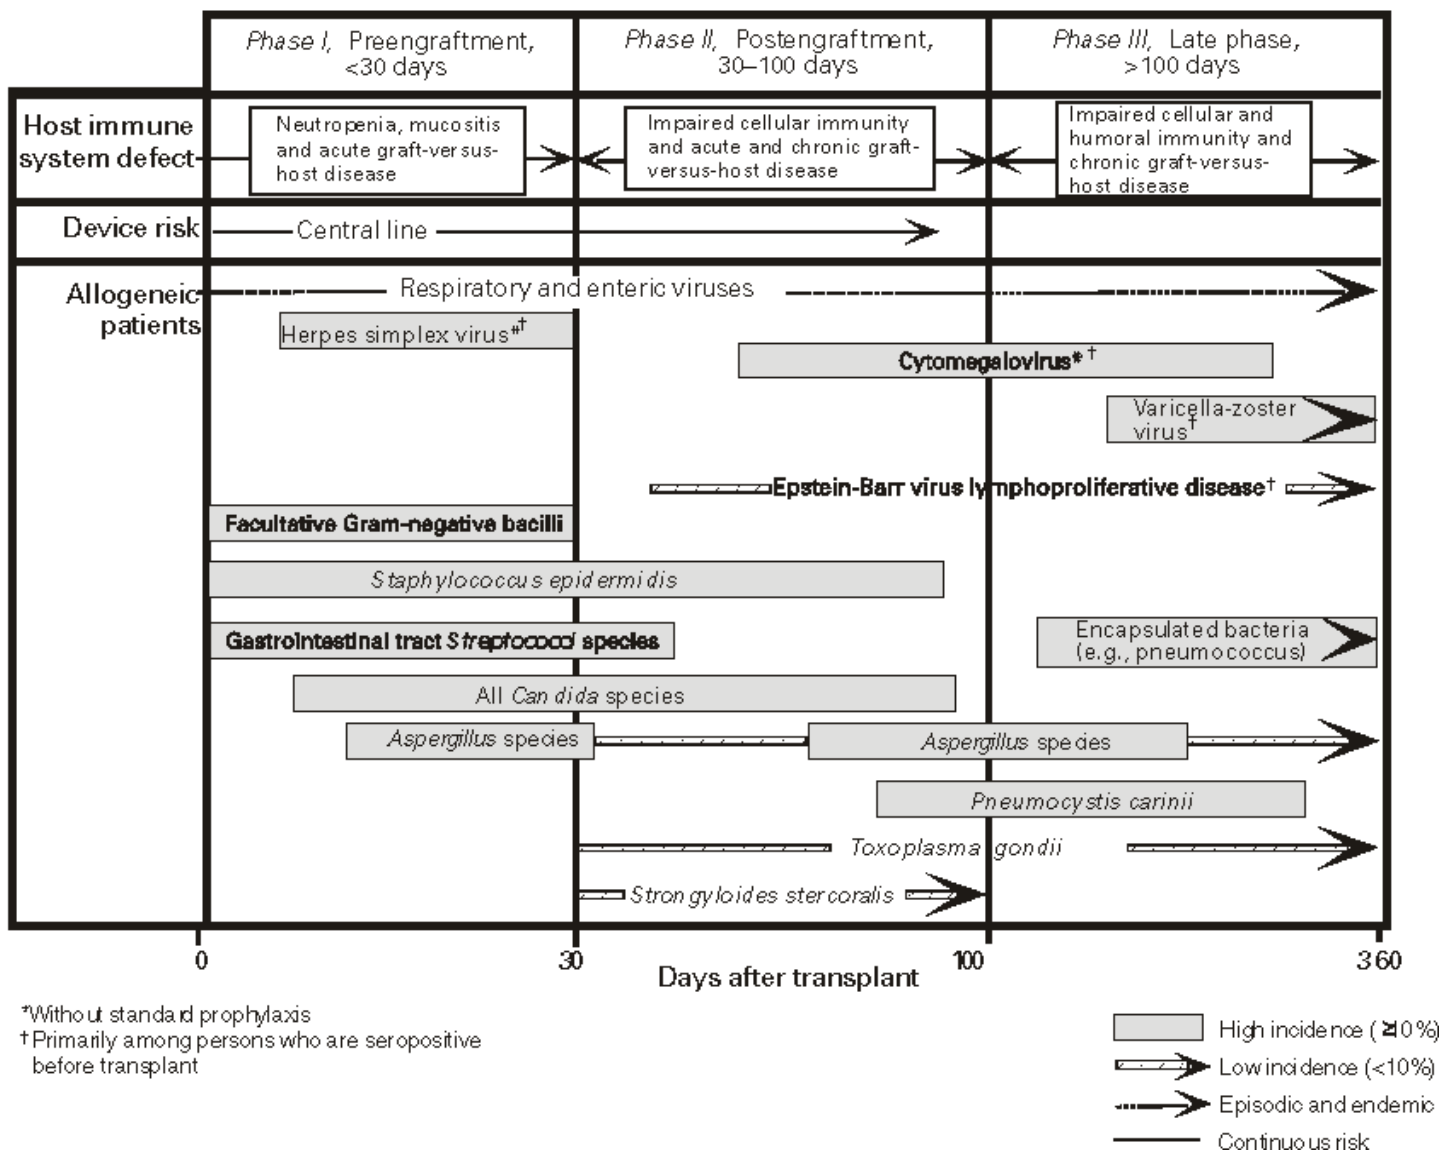 Phase I, Preengraftment,
<30 days
Phase II, Postengraftment,
30–100 days
Phase III, Late phase,
>100 days
Host immune
system defect
Neutropenia, mucositis
and acute graft-versus-
host disease
Impaired cellular immunity
and acute and chronic graft-
versus-host disease
Impaired cellular and
humoral immunity and
chronic graft-versus-
host disease
Device risk
Central line
Allogeneic
patients
Respiratory and enteric viruses
Herpes simplex virus*†
Cytomegalovirus*†
Varicella-zoster
virus†
Epstein-Barr virus lymphoproliferative disease†
Facultative Gram-negative bacilli
Staphylococcus epidermidis
Gastrointestinal tract Streptococci species
Encapsulated bacteria
(e.g., pneumococcus)
All Candida species
Aspergillus species
Aspergillus species
Pneumocystis carinii
Toxoplasma gondii
Strongyloides stercoralis
0
30
100
360
Days after transplant
*Without standard prophylaxis
†Primarily among persons who are seropositive
before transplant
High incidence (≥10%)
Low incidence (<10%)
Episodic and endemic
Continuous risk